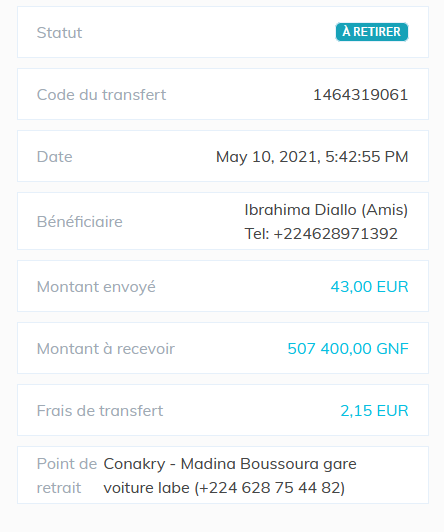 Statut À RETIRER
Code du transfert 1464319061
Date May 10, 2021, 5:42:55 PM
Bénéficiaire Ibrahima Diallo (Amis)
Tel: +224628971392
Montant envoyé 43,00 EUR
Montant à recevoir 507 400,00 GNF
Frais de transfert 2,15 EUR
Point de Conakry - Madina Boussoura gare
retrait voiture labe (+224 628 75 44 82)